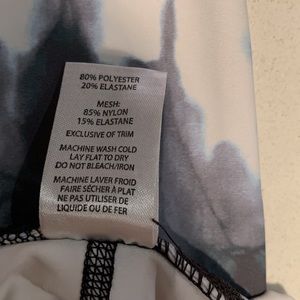 80% POLYESTER
20% ELASTANE
MESH:
85% NYLON
15% ELASTANE
EXCLUSIVE OF TRIM
MACHINE WASH COLD
LAY FLAT TO DRY
DO NOT BLEACH/IRON
MACHINE LAVER FROID
FAIRE SÉCHER À PLAT
NE PAS UTILISER DE
LIQUIDE OU DE FER